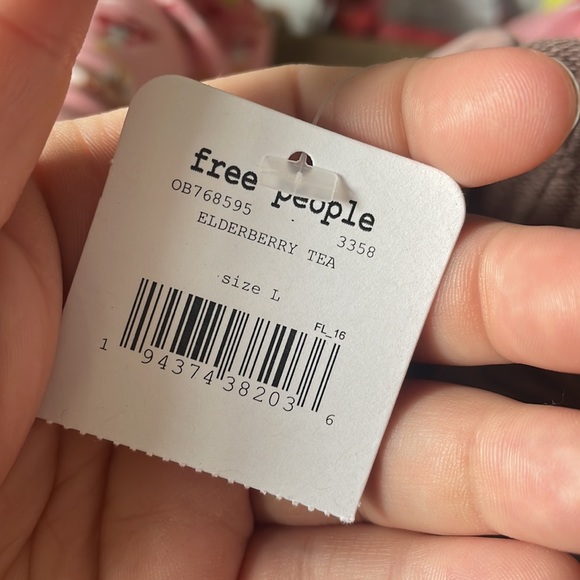 free people
OB768595 3358
ELDERBERRY TEA
size L
FL_16
1 94374 38203 6